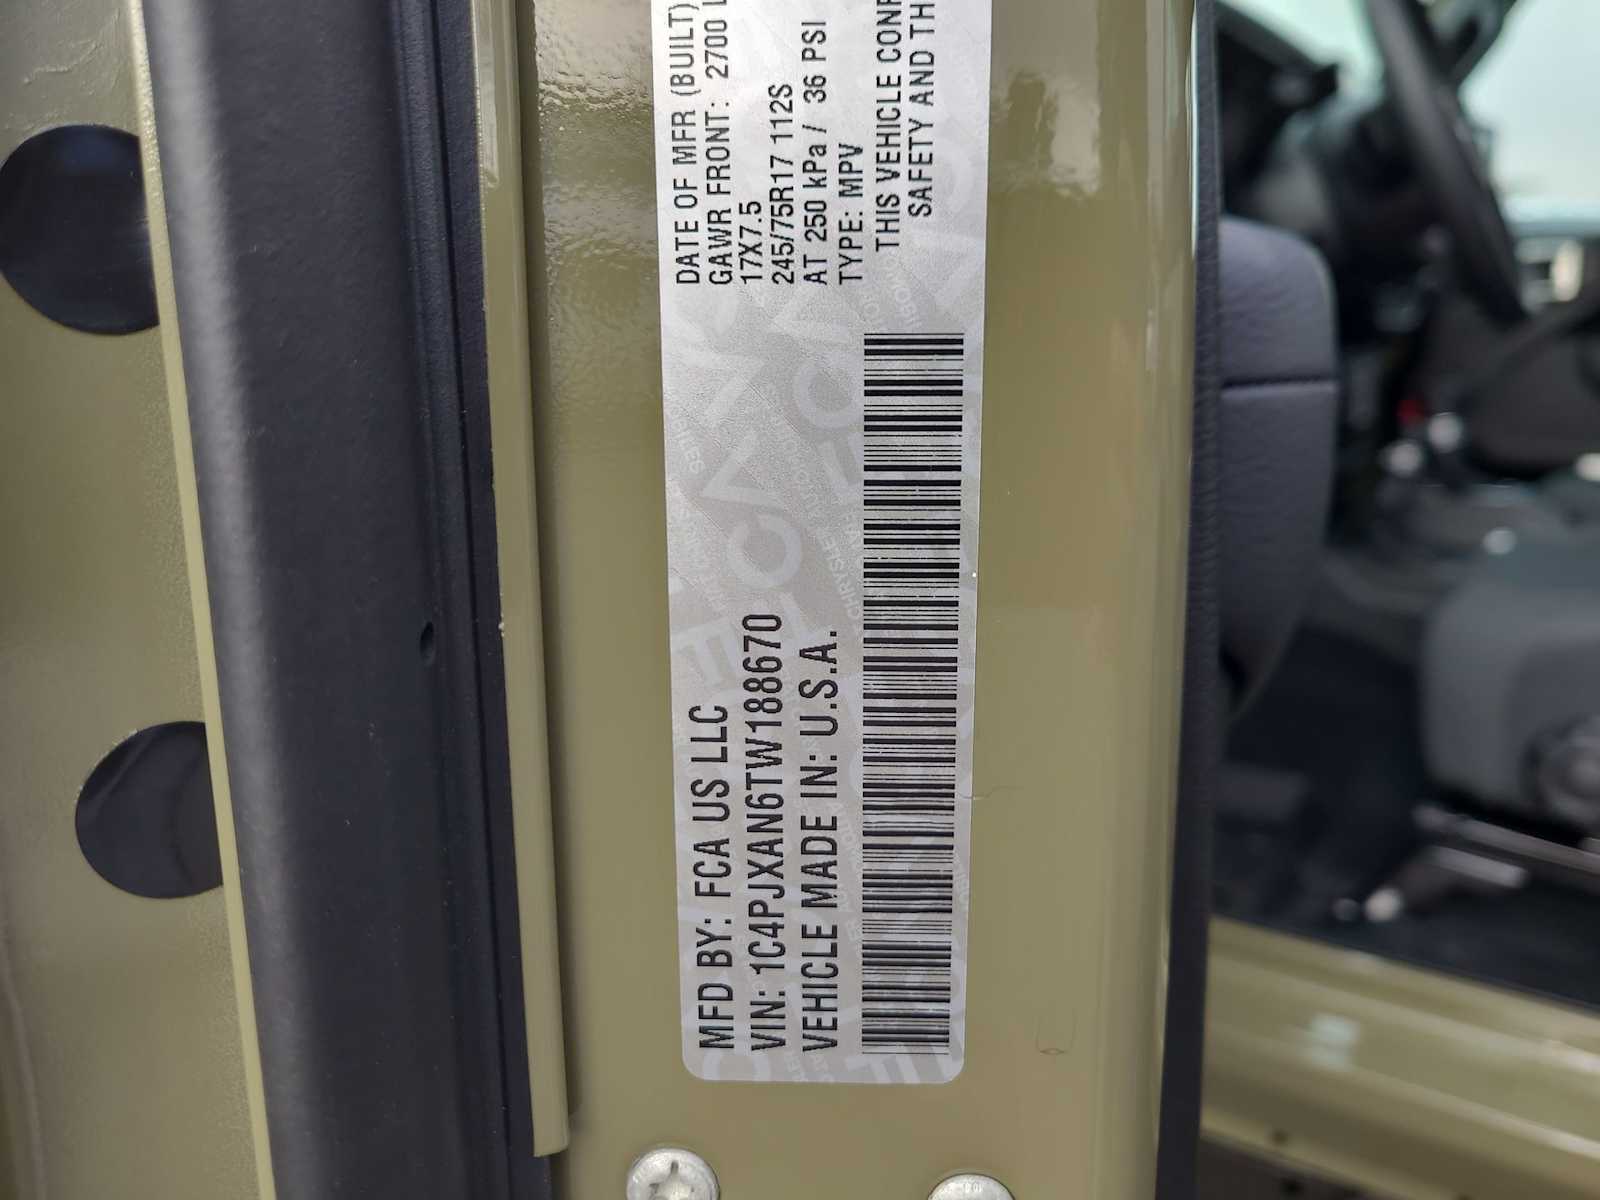 MFD BY: FCA US LLC
VIN: 1C4PJXAN6TW188670
VEHICLE MADE IN: U.S.A.
DATE OF MFR (BUILT)
GAWR FRONT: 2700 L
17X7.5
245/75R17 112S
AT 250 kPa / 36 PSI
TYPE: MPV
THIS VEHICLE CONF
SAFETY AND TH